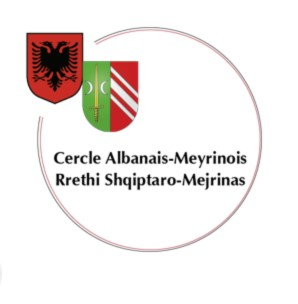 Cercle Albanais-Meyrinois
Rrethi Shqiptaro-Mejrinas